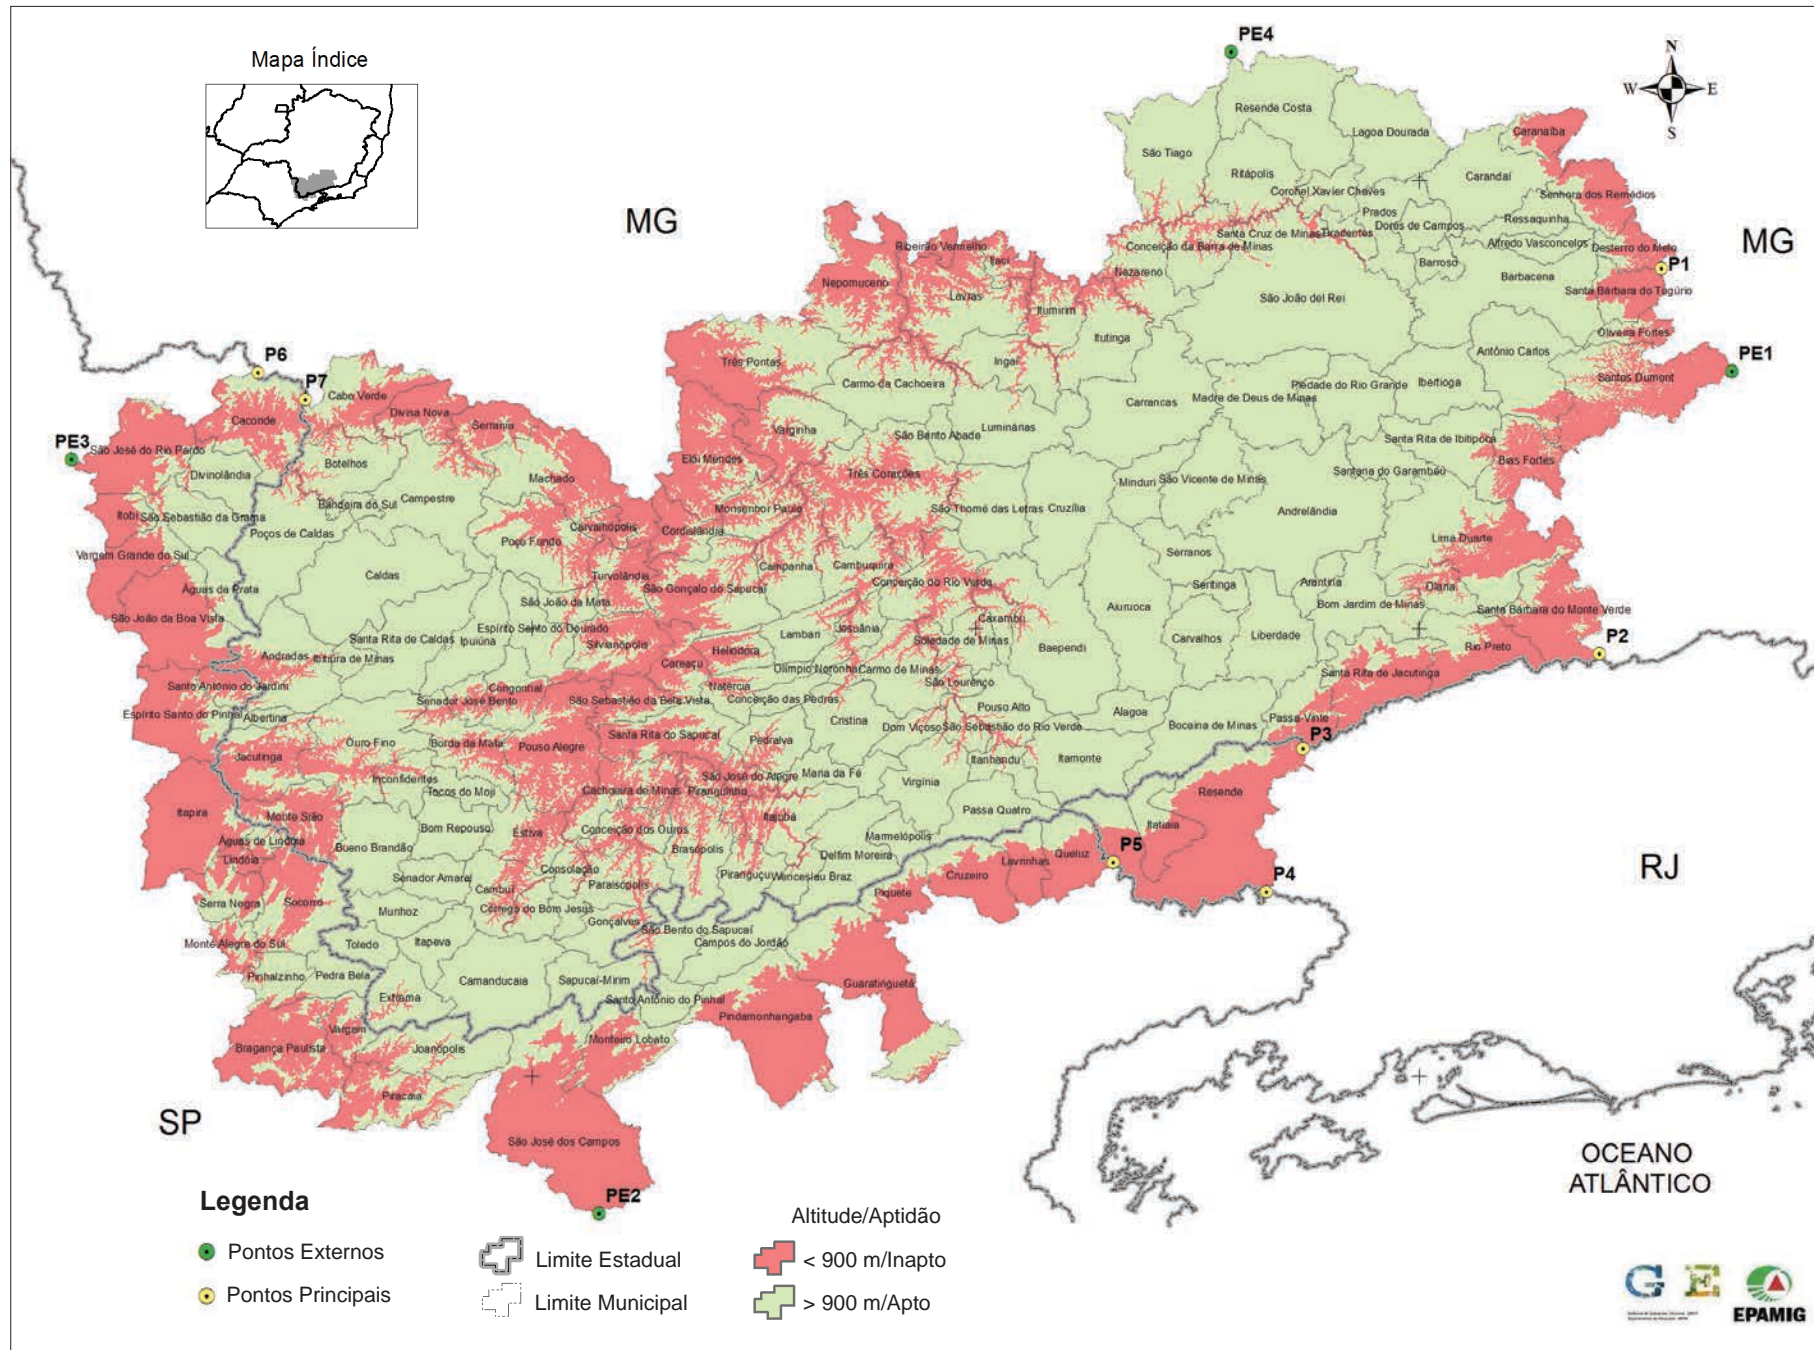 Mapa Índice
PE4
N
W
E
S
MG
MG
Resende Costa
Lagoa Dourada
Caranaíba
São Tiago
Ritápolis
Coronel Xavier Chaves
Carandaí
Senhora dos Remédios
Prados
Dores de Campos
Ressaquinha
Santa Cruz de Minas
Tiradentes
Alfredo Vasconcelos
Desterro do Melo
Conceição da Barra de Minas
Barroso
P1
Ribeirão Vermelho
Ijaci
Nazareno
Barbacena
Santa Bárbara do Tugúrio
Nepomuceno
Lavras
São João del Rei
Itumirim
Itutinga
Oliveira Fortes
Antônio Carlos
PE1
P6
P7
Três Pontas
Ingaí
Carmo da Cachoeira
Piedade do Rio Grande
Ibertioga
Santos Dumont
Cabo Verde
Divisa Nova
Carrancas
Madre de Deus de Minas
Caconde
Serrania
Varginha
São Bento Abade
Luminárias
Santa Rita de Ibitipoca
PE3
São José do Rio Pardo
Elói Mendes
Bias Fortes
Botelhos
Divinolândia
Machado
Três Corações
Santana do Garambéu
Minduri
São Vicente de Minas
Campestre
Bandeira do Sul
Monsenhor Paulo
São Thomé das Letras
Cruzília
Andrelândia
Itobi
São Sebastião da Grama
Poços de Caldas
Carvalhópolis
Cordislândia
Poço Fundo
Lima Duarte
Vargem Grande do Sul
Serranos
Campanha
Cambuquira
Caldas
Turvolândia
Conceição do Rio Verde
Seritinga
Arantina
Águas da Prata
São Gonçalo do Sapucaí
Olaria
São João da Mata
Aiuruoca
Bom Jardim de Minas
Santa Bárbara do Monte Verde
São João da Boa Vista
Caxambu
Espírito Santo do Dourado
Lambari
Jesuânia
Santa Rita de Caldas
Ipuiúna
Soledade de Minas
Carvalhos
Liberdade
P2
Silvianópolis
Heliodora
Baependi
Rio Preto
Andradas
Ibitiúra de Minas
Careaçu
Olímpio Noronha
Carmo de Minas
Santa Rita de Jacutinga
Santo Antônio do Jardim
Congonhal
Natércia
São Lourenço
Senador José Bento
São Sebastião da Bela Vista
Conceição das Pedras
Pouso Alto
Alagoa
Espírito Santo do Pinhal
Albertina
Cristina
Dom Viçoso
São Sebastião do Rio Verde
Bocaina de Minas
Passa-Vinte
Ouro Fino
Borda da Mata
Pouso Alegre
Santa Rita do Sapucaí
Pedralva
P3
Jacutinga
Itanhandu
Itamonte
Inconfidentes
São José do Alegre
Maria da Fé
Virgínia
Tocos do Moji
Cachoeira de Minas
Piranguinho
Resende
Itapira
Monte Sião
Passa Quatro
Itajubá
Itatiaia
Bom Repouso
Estiva
Conceição dos Ouros
Marmelópolis
RJ
Águas de Lindóia
Bueno Brandão
Brasópolis
Delfim Moreira
Queluz
P5
Lindóia
Lavrinhas
Consolação
Piranguçu
Wenceslau Braz
Cruzeiro
Senador Amaral
Paraisópolis
Piquete
P4
Cambuí
Serra Negra
Socorro
Munhoz
Córrego do Bom Jesus
Gonçalves
São Bento do Sapucaí
Monte Alegre do Sul
Toledo
Itapeva
Campos do Jordão
Pinhalzinho
Pedra Bela
Camanducaia
Sapucaí-Mirim
Guaratinguetá
Extrema
Santo Antônio do Pinhal
Pindamonhangaba
Vargem
Monteiro Lobato
Bragança Paulista
Joanópolis
Piracaia
SP
São José dos Campos
OCEANO
ATLÂNTICO
PE2
Legenda
Altitude/Aptidão
Pontos Externos
Limite Estadual
< 900 m/Inapto
Pontos Principais
Limite Municipal
> 900 m/Apto
G E
EPAMIG